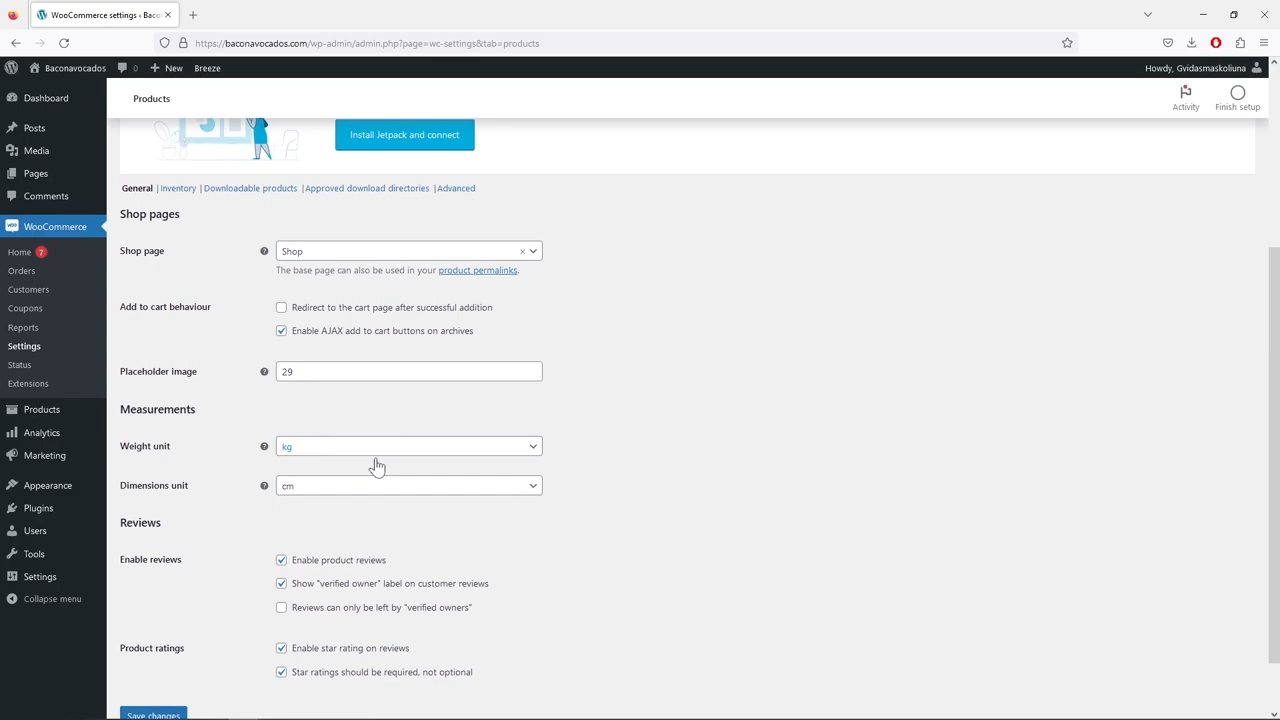 WooCommerce settings ‹ Baco
https://baconavocados.com/wp-admin/admin.php?page=wc-settings&tab=products
Baconavocados
0
New
Breeze
Howdy, Gvidasmaskoliuna
Dashboard
Posts
Media
Pages
Comments
WooCommerce
Home 7
Orders
Customers
Coupons
Reports
Settings
Status
Extensions
Products
Analytics
Marketing
Appearance
Plugins
Users
Tools
Settings
Collapse menu
Products
Activity
Finish setup
Install Jetpack and connect
General | Inventory | Downloadable products | Approved download directories | Advanced
Shop pages
Shop page
Shop
The base page can also be used in your product permalinks.
Add to cart behaviour
Redirect to the cart page after successful addition
Enable AJAX add to cart buttons on archives
Placeholder image
29
Measurements
Weight unit
kg
Dimensions unit
cm
Reviews
Enable reviews
Enable product reviews
Show "verified owner" label on customer reviews
Reviews can only be left by "verified owners"
Product ratings
Enable star rating on reviews
Star ratings should be required, not optional
Save changes